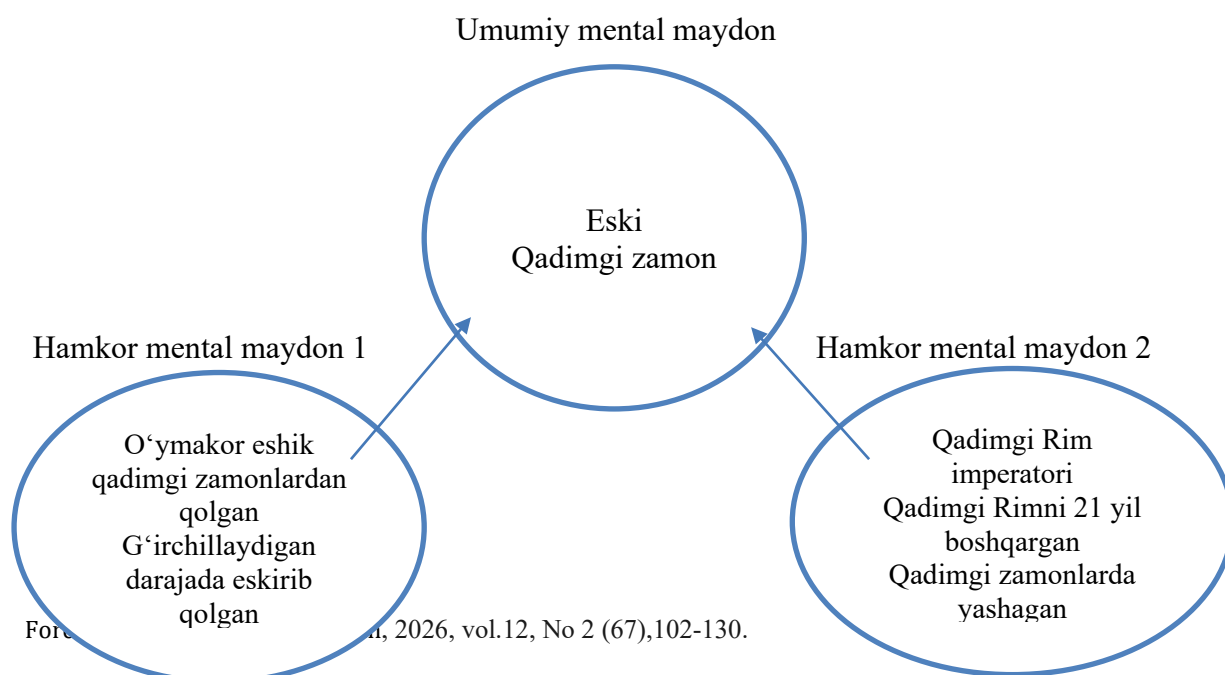 Umumiy mental maydon
Eski
Qadimgi zamon
Hamkor mental maydon 1
Hamkor mental maydon 2
O‘ymakor eshik
qadimgi zamonlardan
qolgan
G‘irchillaydigan
darajada eskirib
qolgan
Qadimgi Rim
imperatori
Qadimgi Rimni 21 yil
boshqargan
Qadimgi zamonlarda
yashagan
2026, vol.12, No 2 (67),102-130.